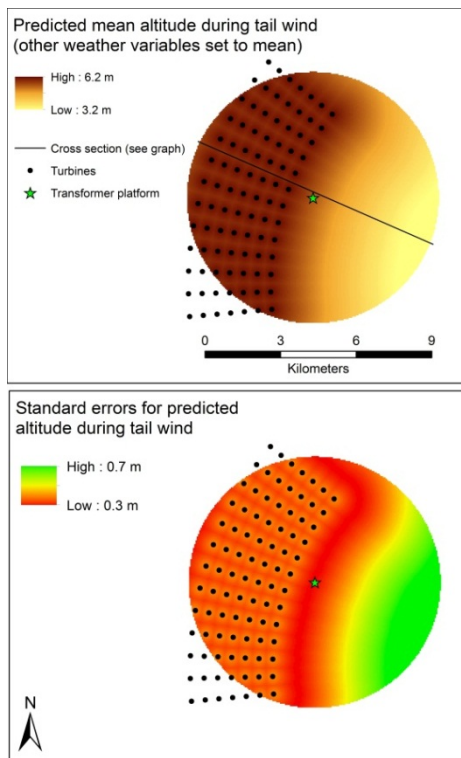 Predicted mean altitude during tail wind
(other weather variables set to mean)
High : 6.2 m
Low : 3.2 m
Cross section (see graph)
Turbines
Transformer platform
0 3 6 9
Kilometers
Standard errors for predicted
altitude during tail wind
High : 0.7 m
Low : 0.3 m
N